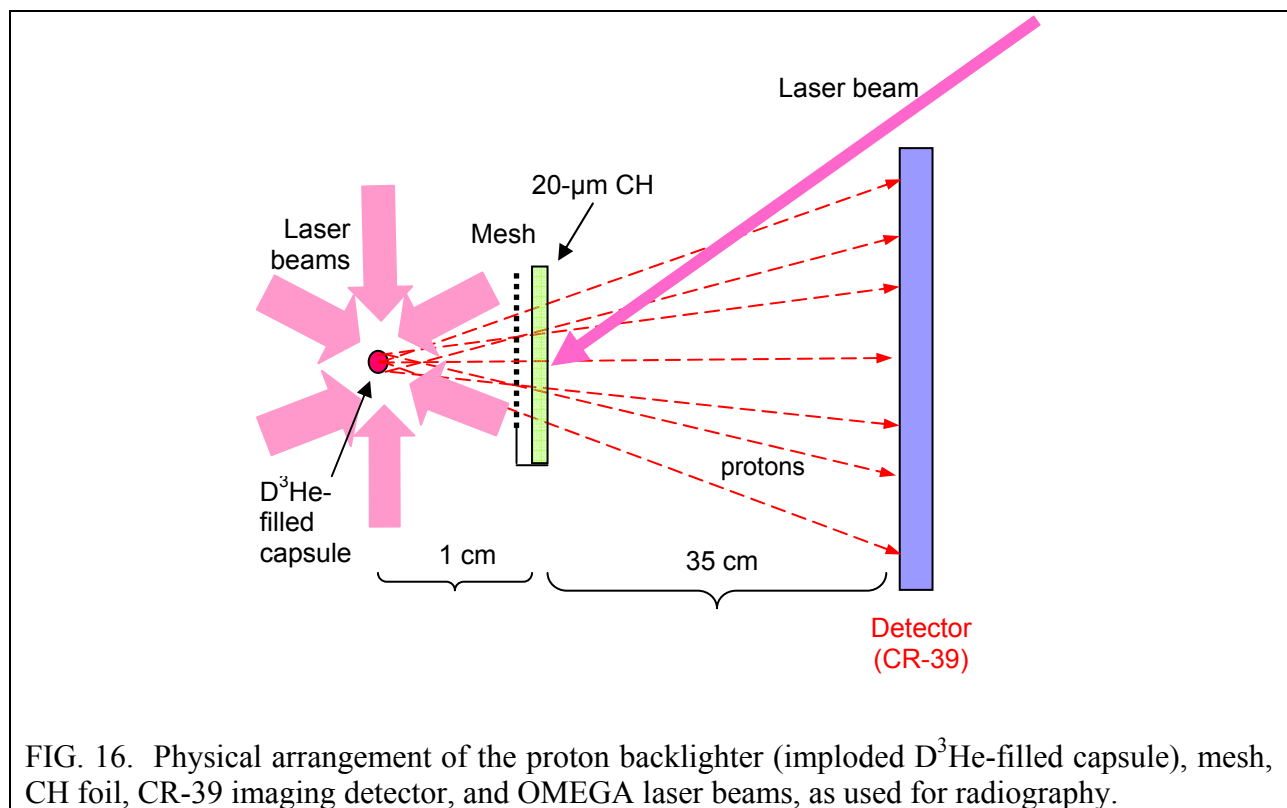 Laser beam
20-µm CH
Mesh
Laser
beams
protons
D³He-
filled
capsule
1 cm
35 cm
Detector
(CR-39)
FIG. 16. Physical arrangement of the proton backlighter (imploded D³He-filled capsule), mesh,
CH foil, CR-39 imaging detector, and OMEGA laser beams, as used for radiography.